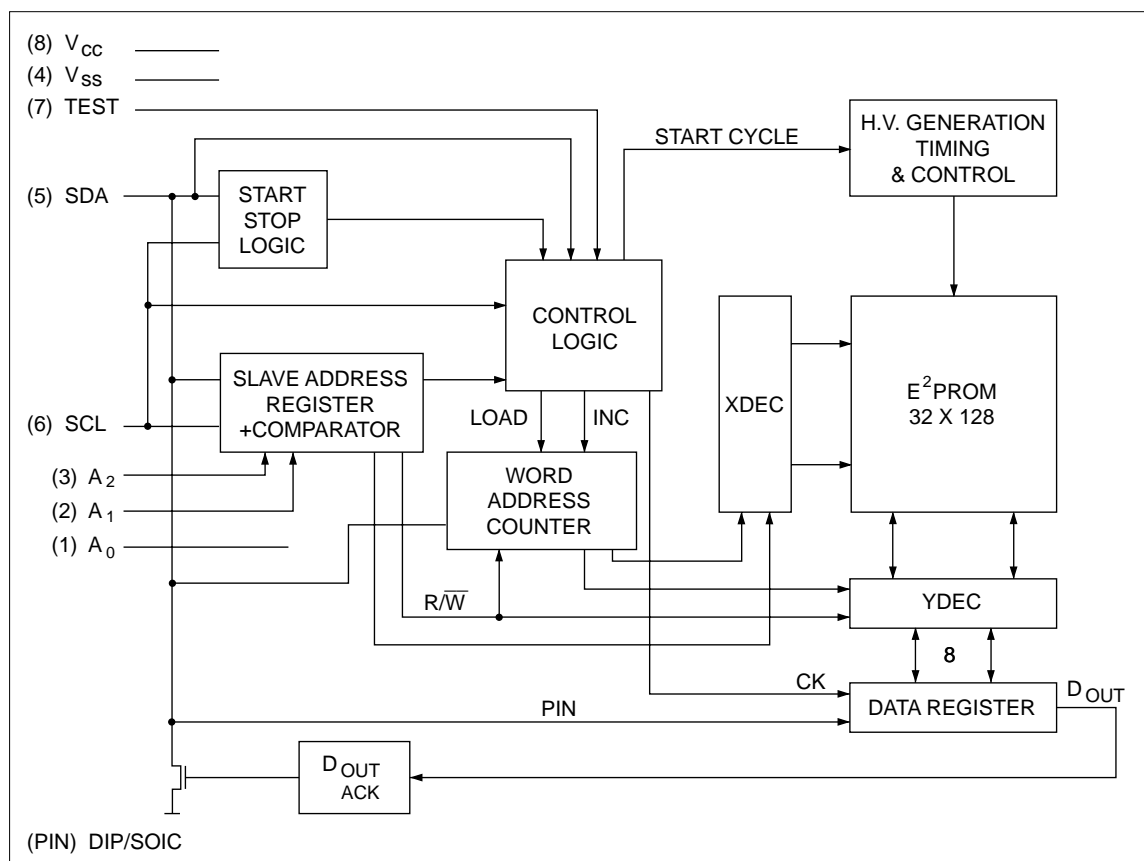 (8) VCC
(4) VSS
(7) TEST
H.V. GENERATION
TIMING
& CONTROL
START CYCLE
(5) SDA
START
STOP
LOGIC
CONTROL
LOGIC
SLAVE ADDRESS
REGISTER
+COMPARATOR
XDEC
E²PROM
32 X 128
(6) SCL
LOAD
INC
(3) A2
(2) A1
(1) A0
WORD
ADDRESS
COUNTER
R/W̅
YDEC
8
CK
DATA REGISTER
DOUT
PIN
DOUT
ACK
(PIN) DIP/SOIC